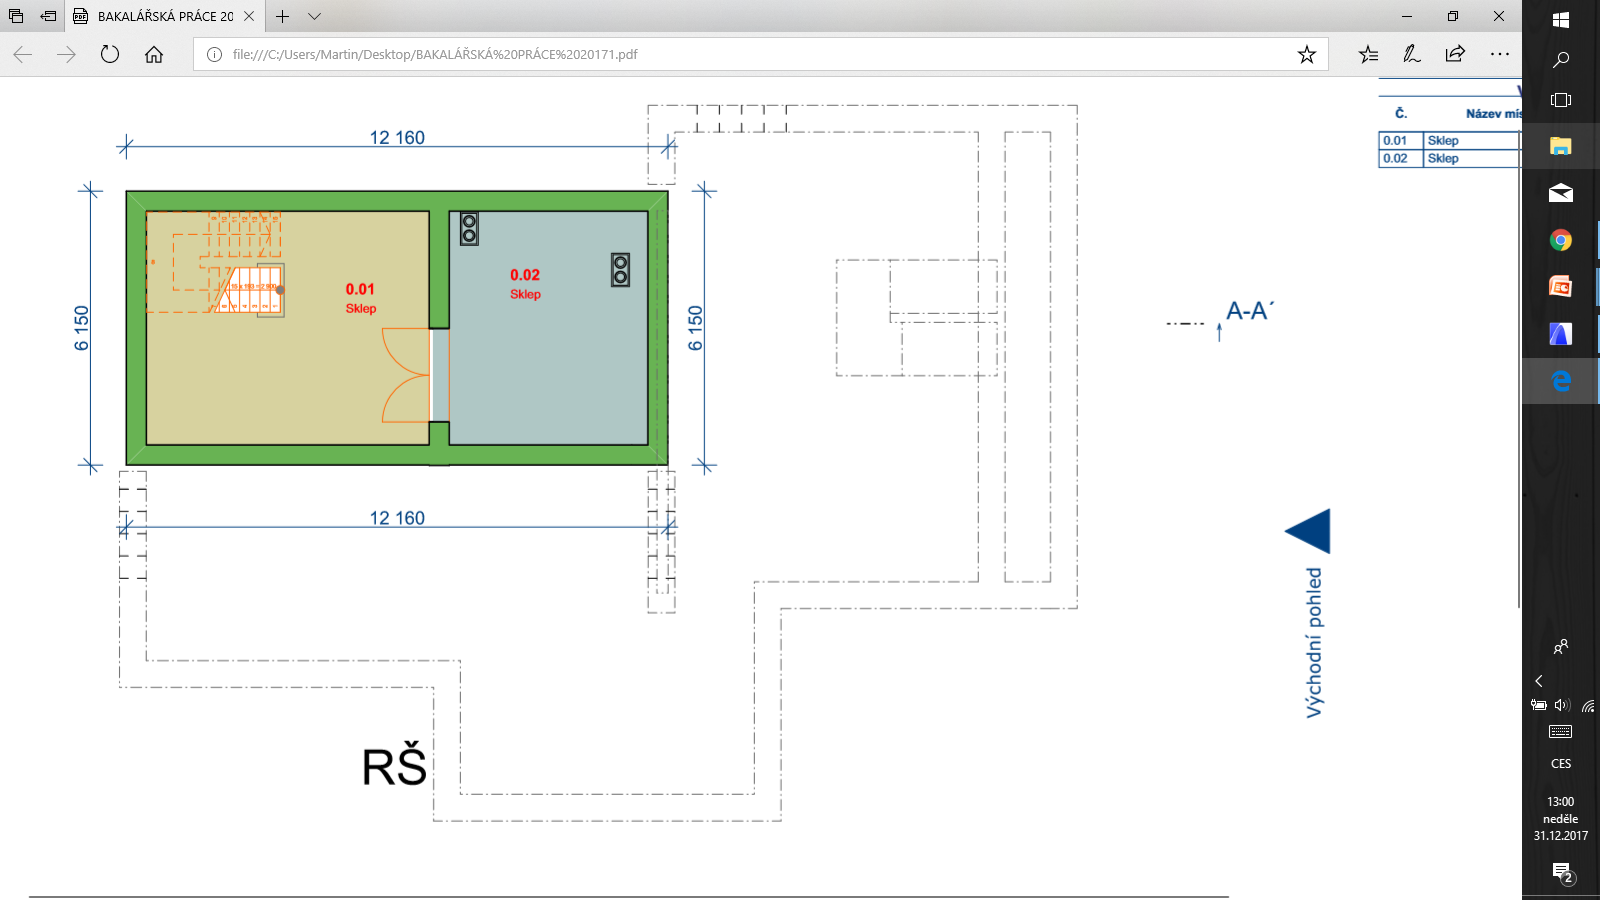 BAKALÁŘSKÁ PRÁCE 20
file:///C:/Users/Martin/Desktop/BAKALÁŘSKÁ%20PRÁCE%2020171.pdf
Č.
Název mís
0.01 Sklep
0.02 Sklep
12 160
6 150
6 150
0.01
Sklep
0.02
Sklep
A-A´
12 160
Východní pohled
RŠ
CES
13:00
neděle
31.12.2017
2